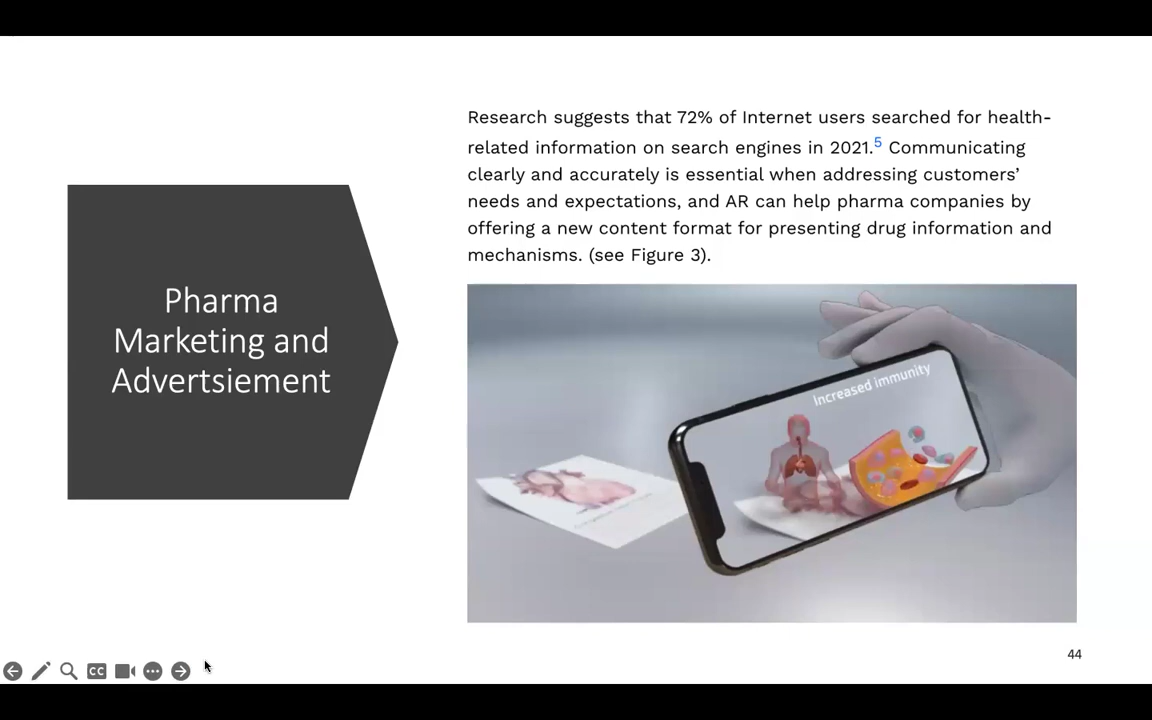 Pharma
Marketing and
Advertsiement
Research suggests that 72% of Internet users searched for health-
related information on search engines in 2021.5 Communicating
clearly and accurately is essential when addressing customers’
needs and expectations, and AR can help pharma companies by
offering a new content format for presenting drug information and
mechanisms. (see Figure 3).
Increased immunity
CC
44